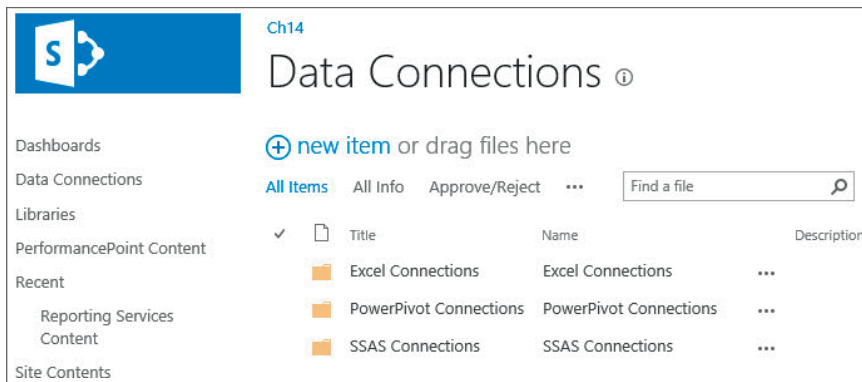 S
Ch14
Data Connections
Dashboards
Data Connections
Libraries
PerformancePoint Content
Recent
Reporting Services
Content
Site Contents
new item or drag files here
All Items All Info Approve/Reject ••• Find a file
Title Name Description
Excel Connections Excel Connections •••
PowerPivot Connections PowerPivot Connections •••
SSAS Connections SSAS Connections •••